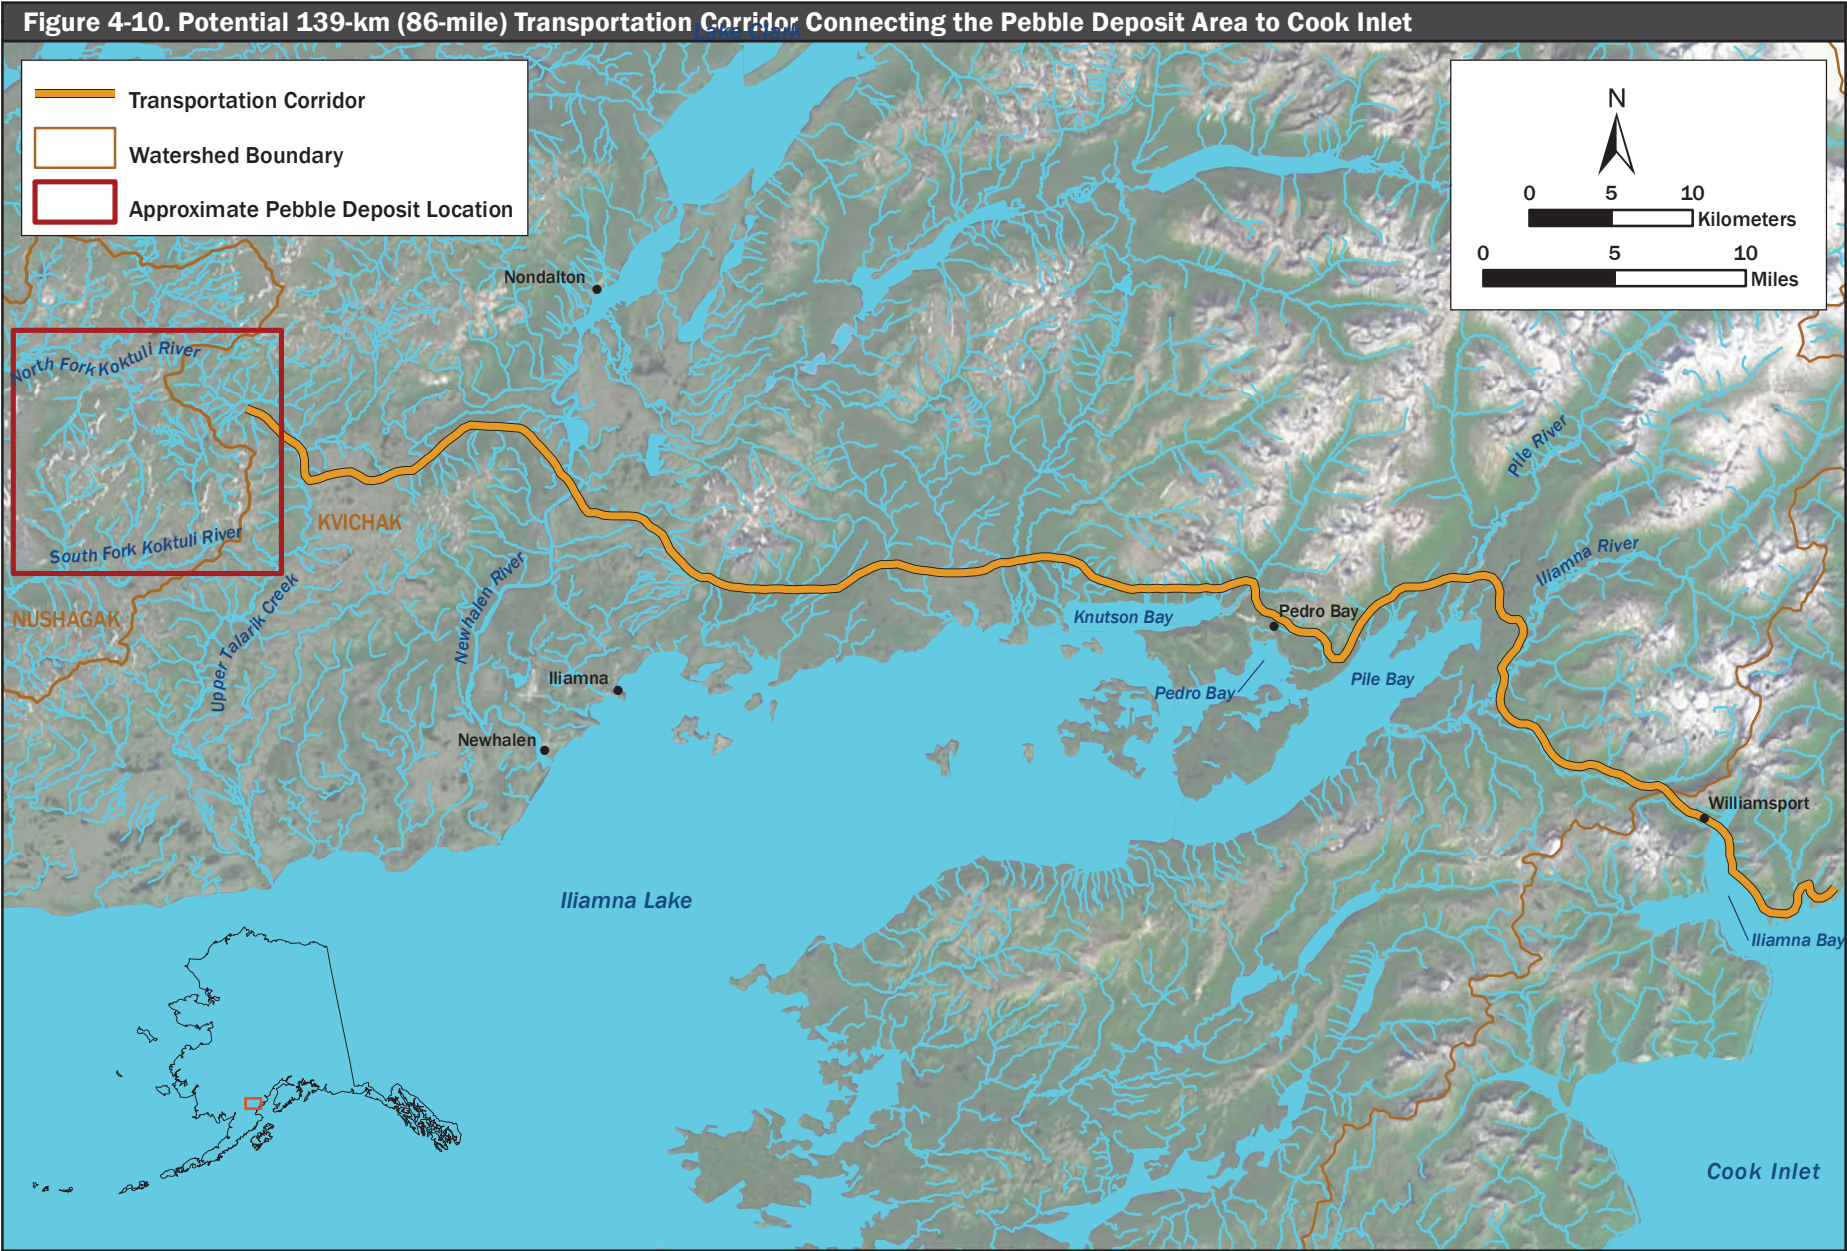 Figure 4-10. Potential 139-km (86-mile) Transportation Corridor Connecting the Pebble Deposit Area to Cook Inlet
Lake Clark
Transportation Corridor
Watershed Boundary
Approximate Pebble Deposit Location
N
0 5 10
Kilometers
0 5 10
Miles
Nondalton
North Fork Koktuli River
Pile River
KVICHAK
South Fork Koktuli River
Iliamna River
Newhalen River
Upper Talarik Creek
NUSHAGAK
Knutson Bay
Pedro Bay
Iliamna
Pedro Bay
Pile Bay
Newhalen
Williamsport
Iliamna Lake
Iliamna Bay
Cook Inlet